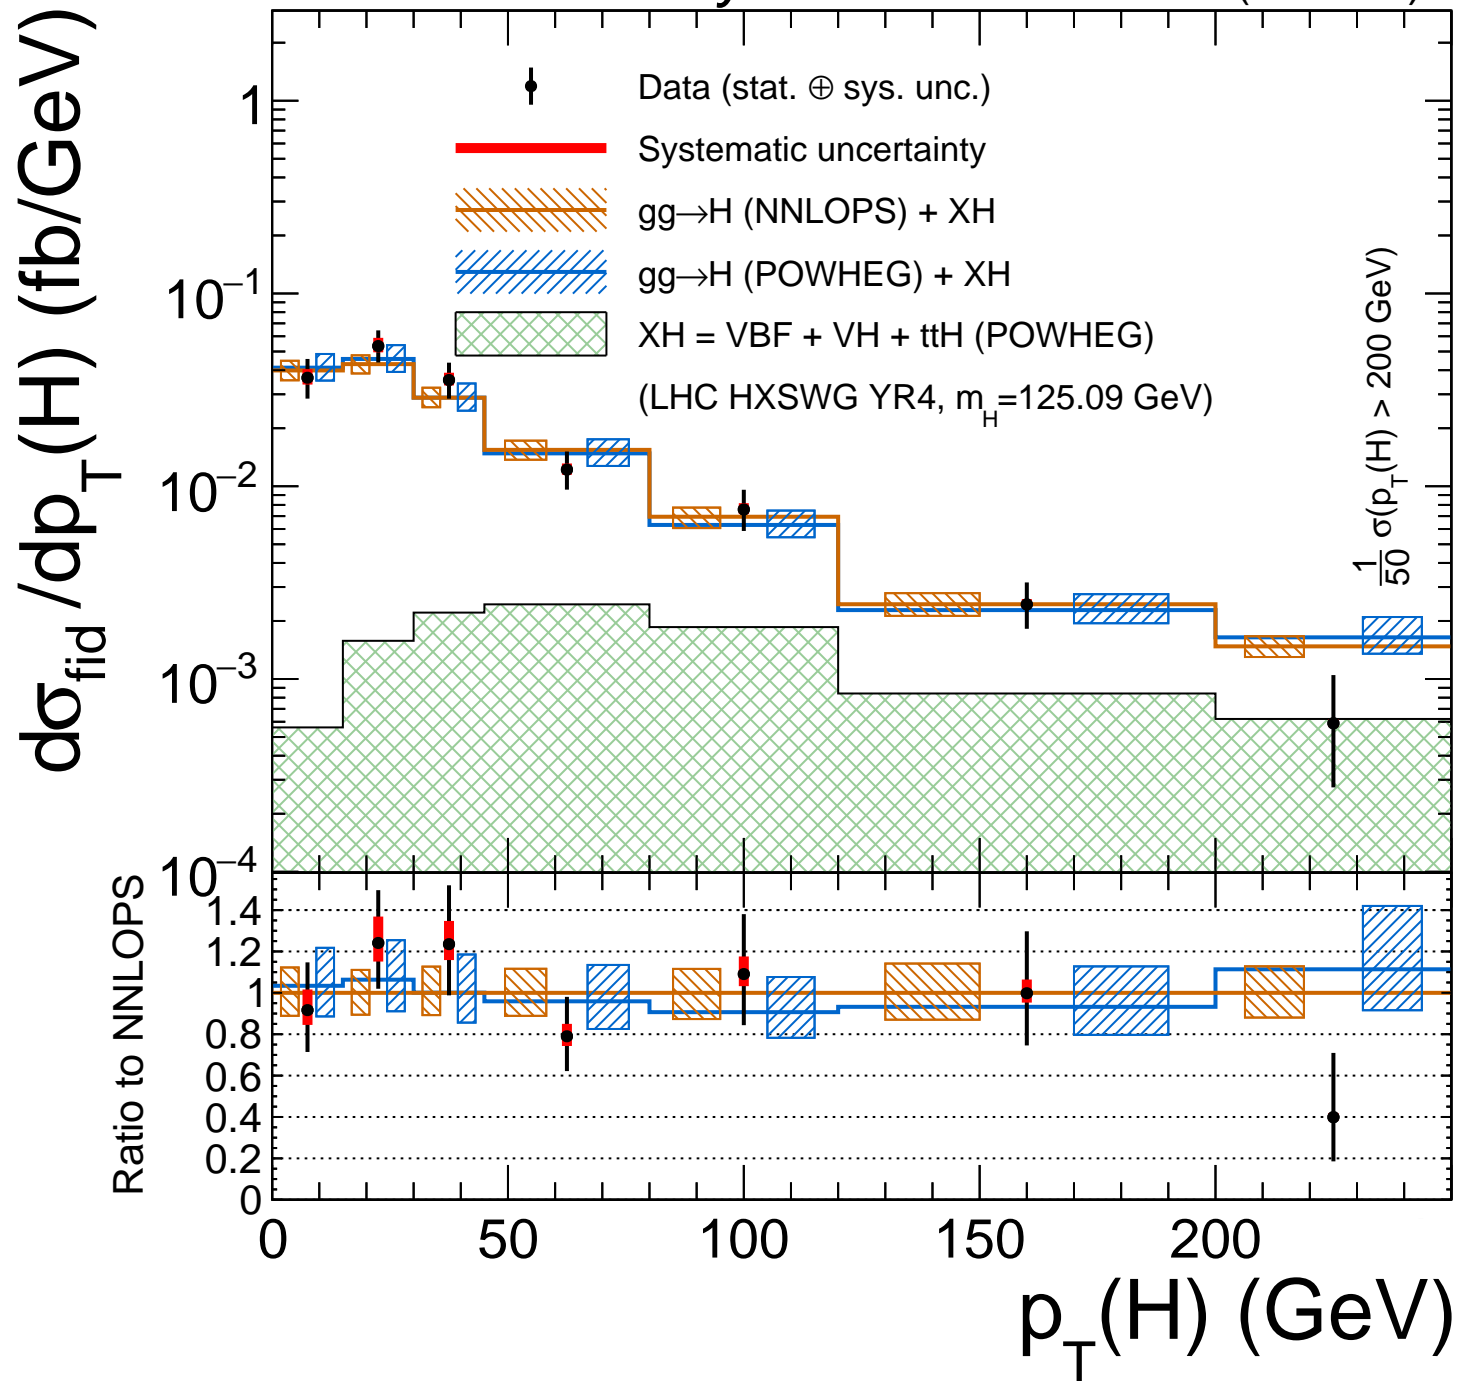 dσfid/dpT(H) (fb/GeV)
1
10−1
10−2
10−3
10−4
Data (stat. ⊕ sys. unc.)
Systematic uncertainty
gg→H (NNLOPS) + XH
gg→H (POWHEG) + XH
XH = VBF + VH + ttH (POWHEG)
(LHC HXSWG YR4, mH=125.09 GeV)
1/50 σ(pT(H) > 200 GeV)
Ratio to NNLOPS
1.4
1.2
1
0.8
0.6
0.4
0.2
0
0 50 100 150 200
pT(H) (GeV)